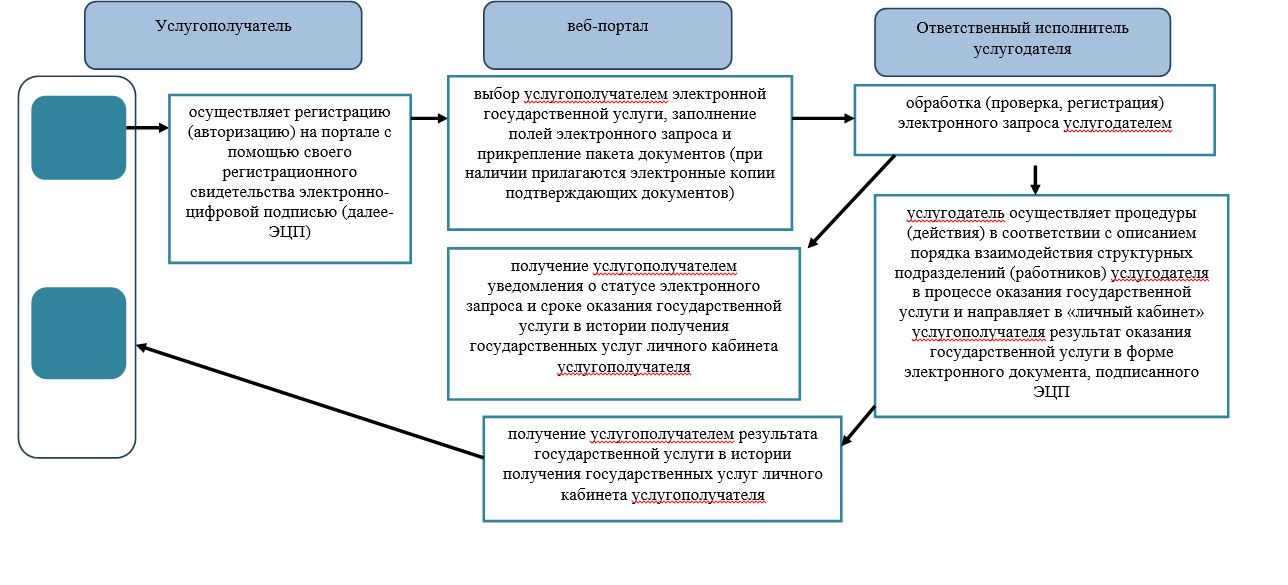 Услугополучатель
веб-портал
Ответственный исполнитель
услугодателя
осуществляет регистрацию
(авторизацию) на портале с
помощью своего
регистрационного
свидетельства электронно-
цифровой подписью (далее-
ЭЦП)
выбор услугополучателем электронной
государственной услуги, заполнение
полей электронного запроса и
прикрепление пакета документов (при
наличии прилагаются электронные копии
подтверждающих документов)
обработка (проверка, регистрация)
электронного запроса услугодателем
получение услугополучателем
уведомления о статусе электронного
запроса и сроке оказания государственной
услуги в истории получения
государственных услуг личного кабинета
услугополучателя
услугодатель осуществляет процедуры
(действия) в соответствии с описанием
порядка взаимодействия структурных
подразделений (работников) услугодателя
в процессе оказания государственной
услуги и направляет в «личный кабинет»
услугополучателя результат оказания
государственной услуги в форме
электронного документа, подписанного
ЭЦП
получение услугополучателем результата
государственной услуги в истории
получения государственных услуг личного
кабинета услугополучателя